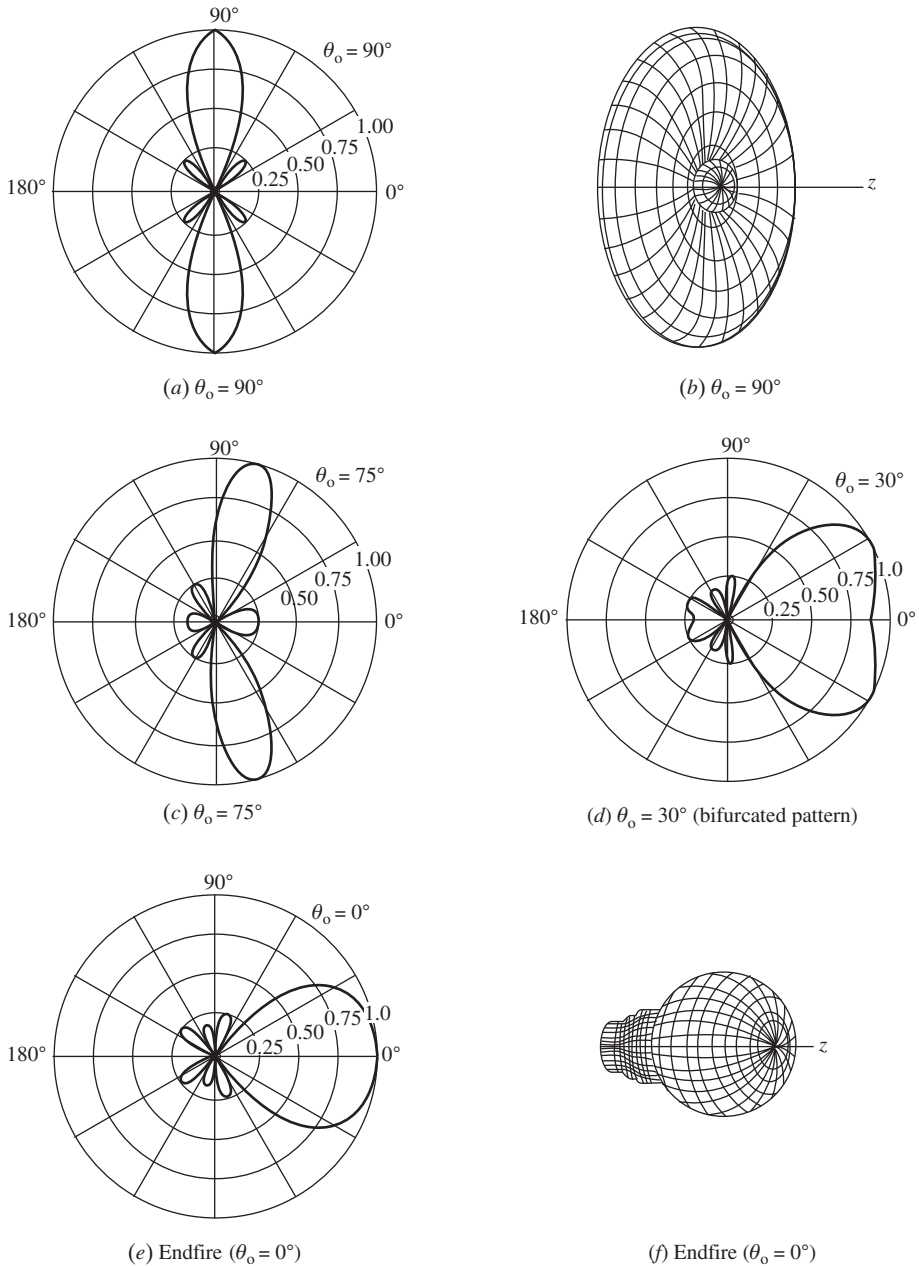 90°
θo = 90°
1.00
0.75
0.50
0.25
180°
0°
(a) θo = 90°
z
(b) θo = 90°
90°
θo = 75°
1.00
0.75
0.50
180°
0°
(c) θo = 75°
90°
θo = 30°
1.0
0.75
0.50
0.25
180°
0°
(d) θo = 30° (bifurcated pattern)
90°
θo = 0°
1.0
0.75
0.50
0.25
180°
0°
(e) Endfire (θo = 0°)
z
(f) Endfire (θo = 0°)